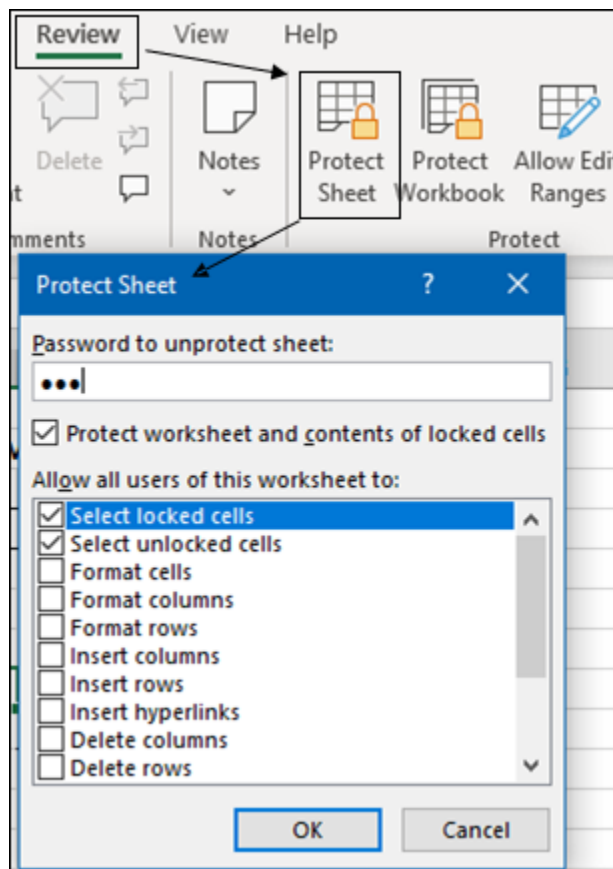 Review View Help
Delete Notes Protect Protect Allow Edi
t Sheet Workbook Ranges
mments Notes Protect
Protect Sheet ?
Password to unprotect sheet:
Protect worksheet and contents of locked cells
Allow all users of this worksheet to:
Select locked cells
Select unlocked cells
Format cells
Format columns
Format rows
Insert columns
Insert rows
Insert hyperlinks
Delete columns
Delete rows
OK Cancel